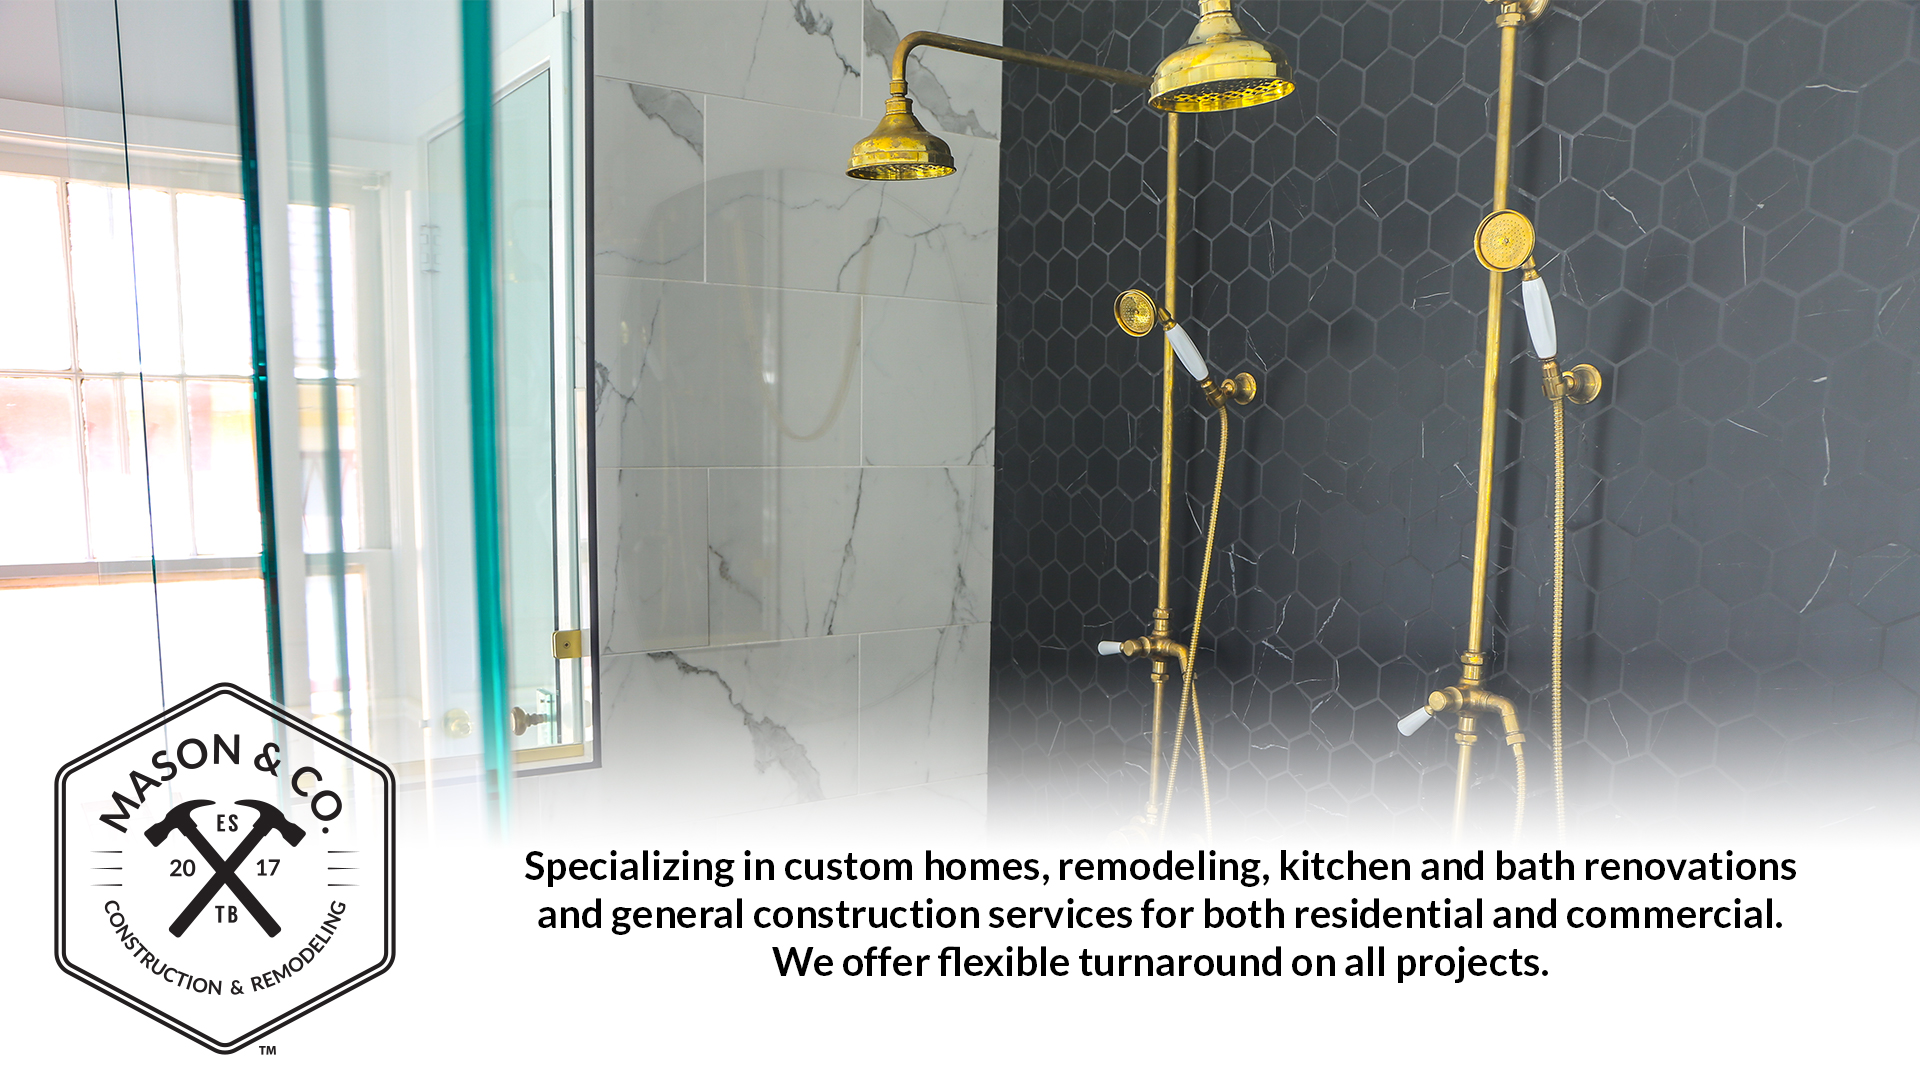 MASON & CO.
ES
20 17
TB
CONSTRUCTION & REMODELING
TM
Specializing in custom homes, remodeling, kitchen and bath renovations
and general construction services for both residential and commercial.
We offer flexible turnaround on all projects.